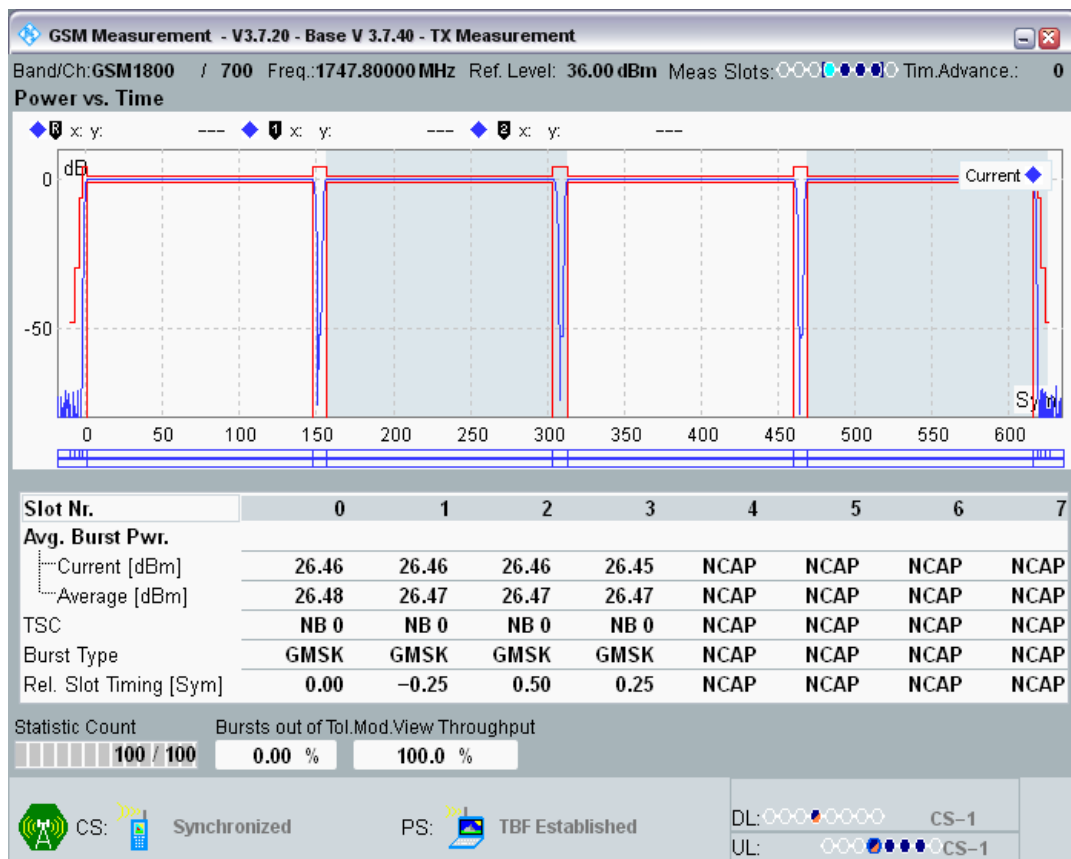 GSM Measurement - V3.7.20 - Base V 3.7.40 - TX Measurement
Band/Ch:GSM1800 / 700 Freq.:1747.80000 MHz Ref. Level: 36.00 dBm Meas Slots: Tim.Advance.: 0
Power vs. Time
R x: y: --- 1 x: y: --- 2 x: y: ---
dB
0
Current
-50
Sym
0 50 100 150 200 250 300 350 400 450 500 550 600
Slot Nr. 0 1 2 3 4 5 6 7
Avg. Burst Pwr.
Current [dBm] 26.46 26.46 26.46 26.45 NCAP NCAP NCAP NCAP
Average [dBm] 26.48 26.47 26.47 26.47 NCAP NCAP NCAP NCAP
TSC NB 0 NB 0 NB 0 NB 0 NCAP NCAP NCAP NCAP
Burst Type GMSK GMSK GMSK GMSK NCAP NCAP NCAP NCAP
Rel. Slot Timing [Sym] 0.00 −0.25 0.50 0.25 NCAP NCAP NCAP NCAP
Statistic Count Bursts out of Tol. Mod.View Throughput
100 / 100 0.00 % 100.0 %
CS: Synchronized PS: TBF Established DL: CS−1
UL: CS−1